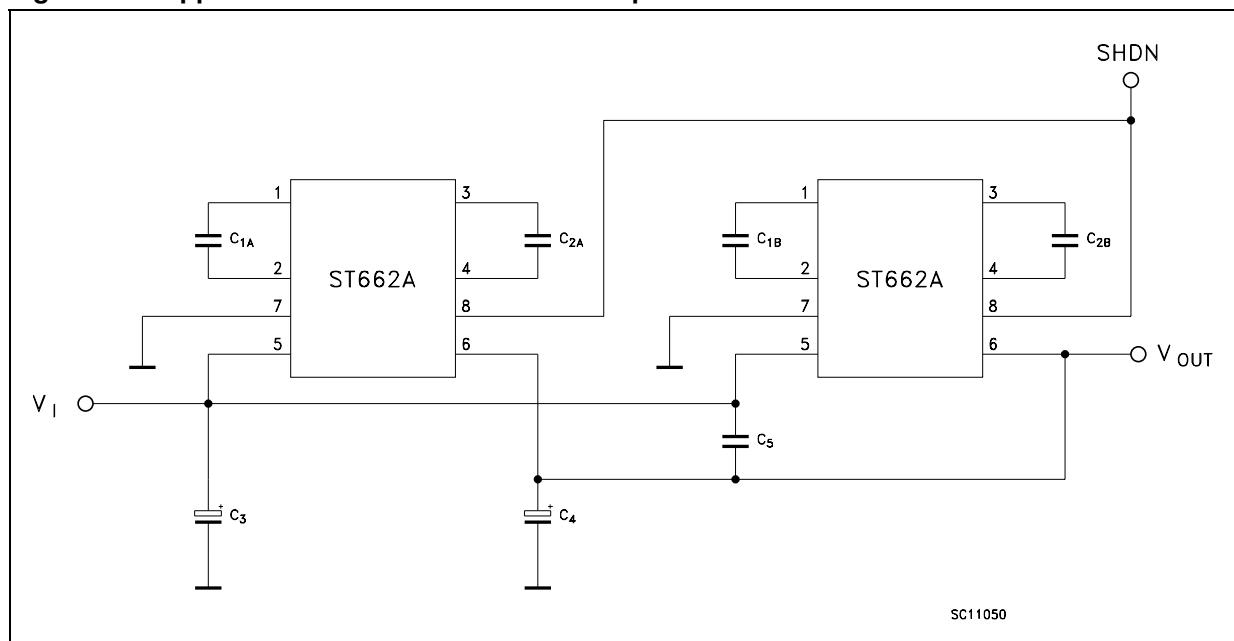 SHDN
1 3 1 3
C1A C2A C1B C2B
2 ST662A 4 2 ST662A 4
7 8 7 8
5 6 5 6 VOUT
VI
C5
+ C3 + C4
SC11050